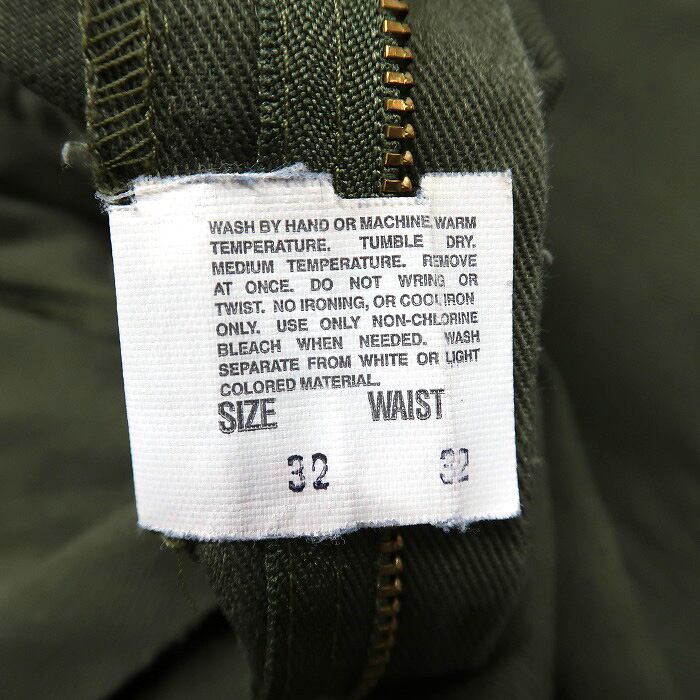 WASH BY HAND OR MACHINE, WARM
TEMPERATURE. TUMBLE DRY.
MEDIUM TEMPERATURE. REMOVE
AT ONCE. DO NOT WRING OR
TWIST. NO IRONING, OR COOL IRON
ONLY. USE ONLY NON-CHLORINE
BLEACH WHEN NEEDED. WASH
SEPARATE FROM WHITE OR LIGHT
COLORED MATERIAL.
SIZE WAIST
32 32